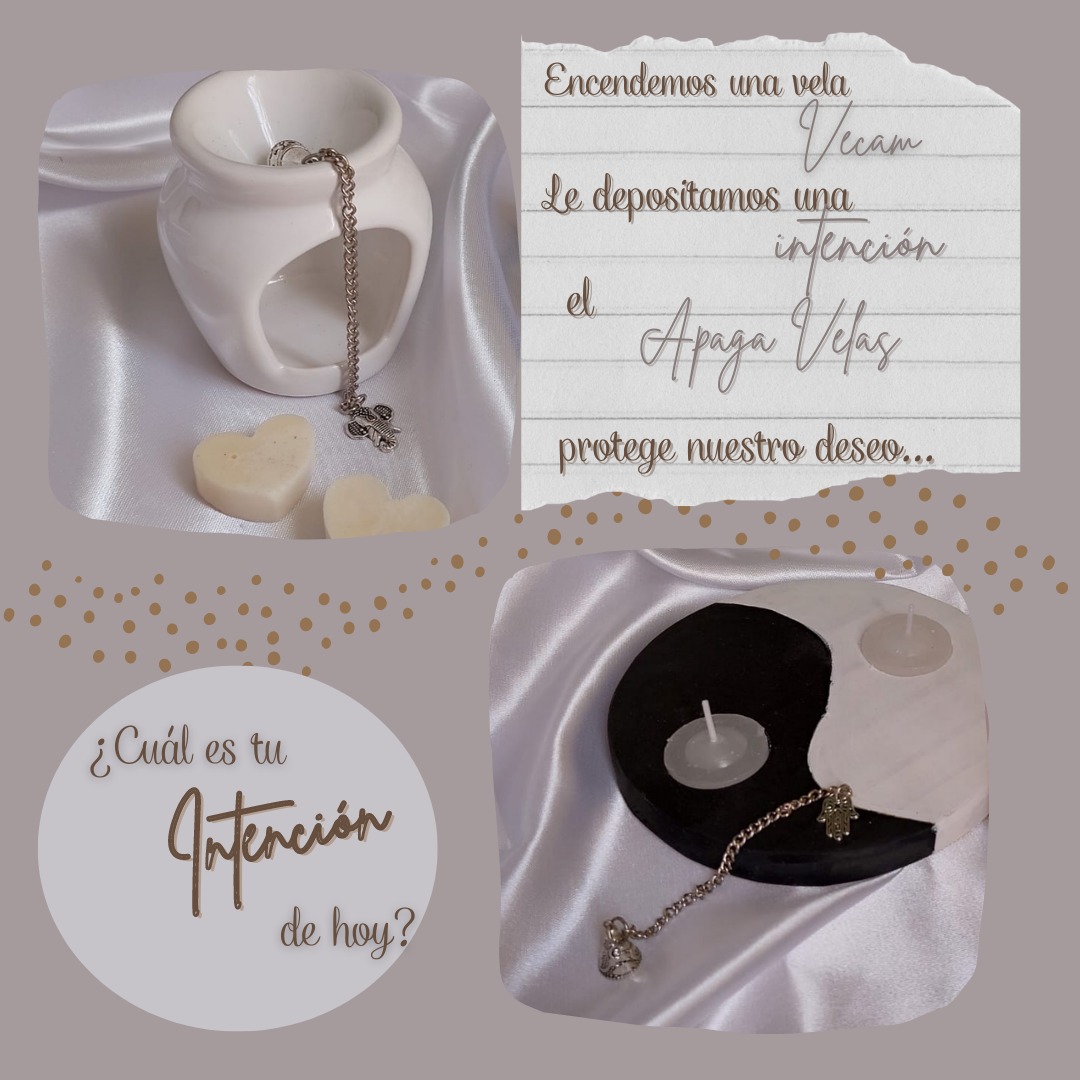 Encendemos una vela
Vecam
Le depositamos una
intención
el
Apaga Velas
protege nuestro deseo...
¿Cuál es tu
Intención
de hoy?